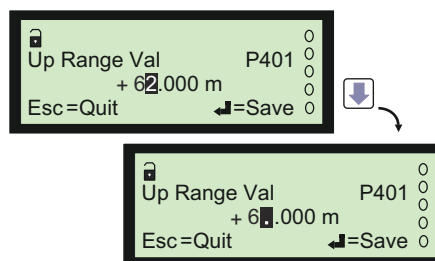 Up Range Val P401
+ 62.000 m
Esc=Quit ↵=Save
Up Range Val P401
+ 6..000 m
Esc=Quit ↵=Save